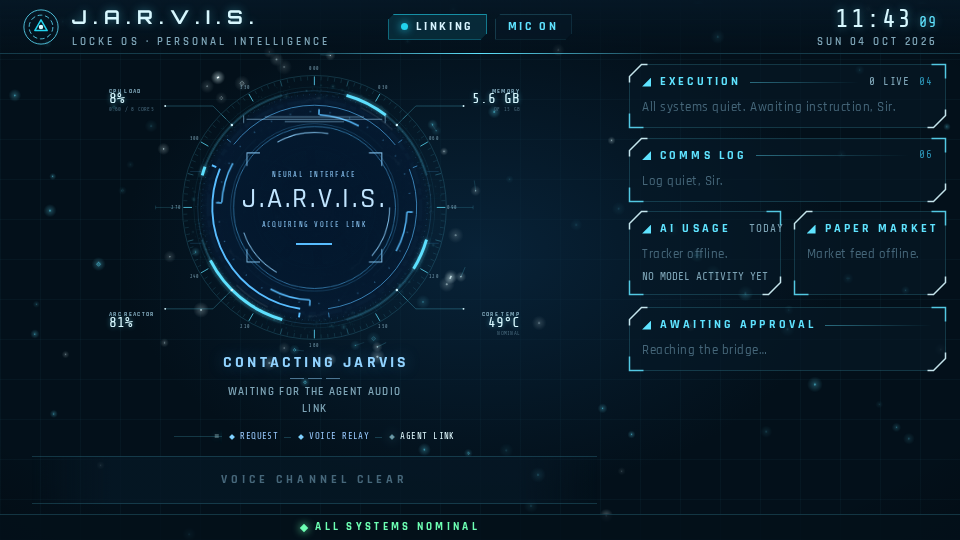 J.A.R.V.I.S.
LOCKE OS · PERSONAL INTELLIGENCE
LINKING
MIC ON
11:43 09
SUN 04 OCT 2026
CPU LOAD
8%
MEMORY
5.6 GB
NEURAL INTERFACE
J.A.R.V.I.S.
ACQUIRING VOICE LINK
ARC REACTOR
81%
CORE TEMP
49°C
NOMINAL
CONTACTING JARVIS
WAITING FOR THE AGENT AUDIO
LINK
REQUEST
VOICE RELAY
AGENT LINK
VOICE CHANNEL CLEAR
EXECUTION
0 LIVE 04
All systems quiet. Awaiting instruction, Sir.
COMMS LOG
06
Log quiet, Sir.
AI USAGE TODAY
Tracker offline.
NO MODEL ACTIVITY YET
PAPER MARKET
Market feed offline.
AWAITING APPROVAL
Reaching the bridge…
ALL SYSTEMS NOMINAL